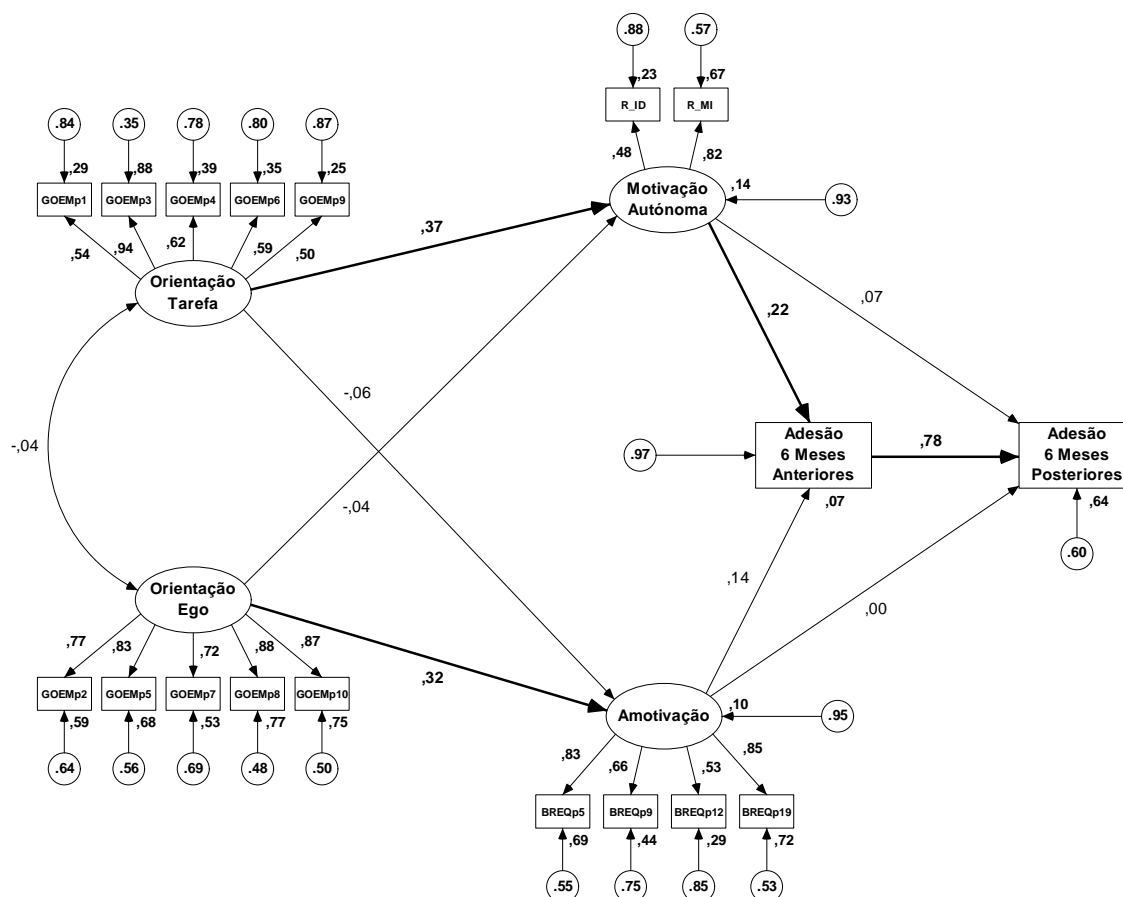 .88 .57
,23 ,67
R_ID R_MI
,48 ,82
.84 .35 .78 .80 .87
,29 ,88 ,39 ,35 ,25
GOEMp1 GOEMp3 GOEMp4 GOEMp6 GOEMp9
,54 ,94 ,62 ,59 ,50
Motivação
Autónoma
,14 .93
Orientação
Tarefa
,37
,07
,22
-,06
-,04
Adesão
6 Meses
Anteriores
,78
Adesão
6 Meses
Posteriores
.97
,07 ,64
.60
-,04
,14
,00
Orientação
Ego
,77 ,83 ,72 ,88 ,87
,32
GOEMp2 GOEMp5 GOEMp7 GOEMp8 GOEMp10
,59 ,68 ,53 ,77 ,75
.64 .56 .69 .48 .50
Amotivação
,10 .95
,83 ,66 ,53 ,85
BREQp5 BREQp9 BREQp12 BREQp19
,69 ,44 ,29 ,72
.55 .75 .85 .53